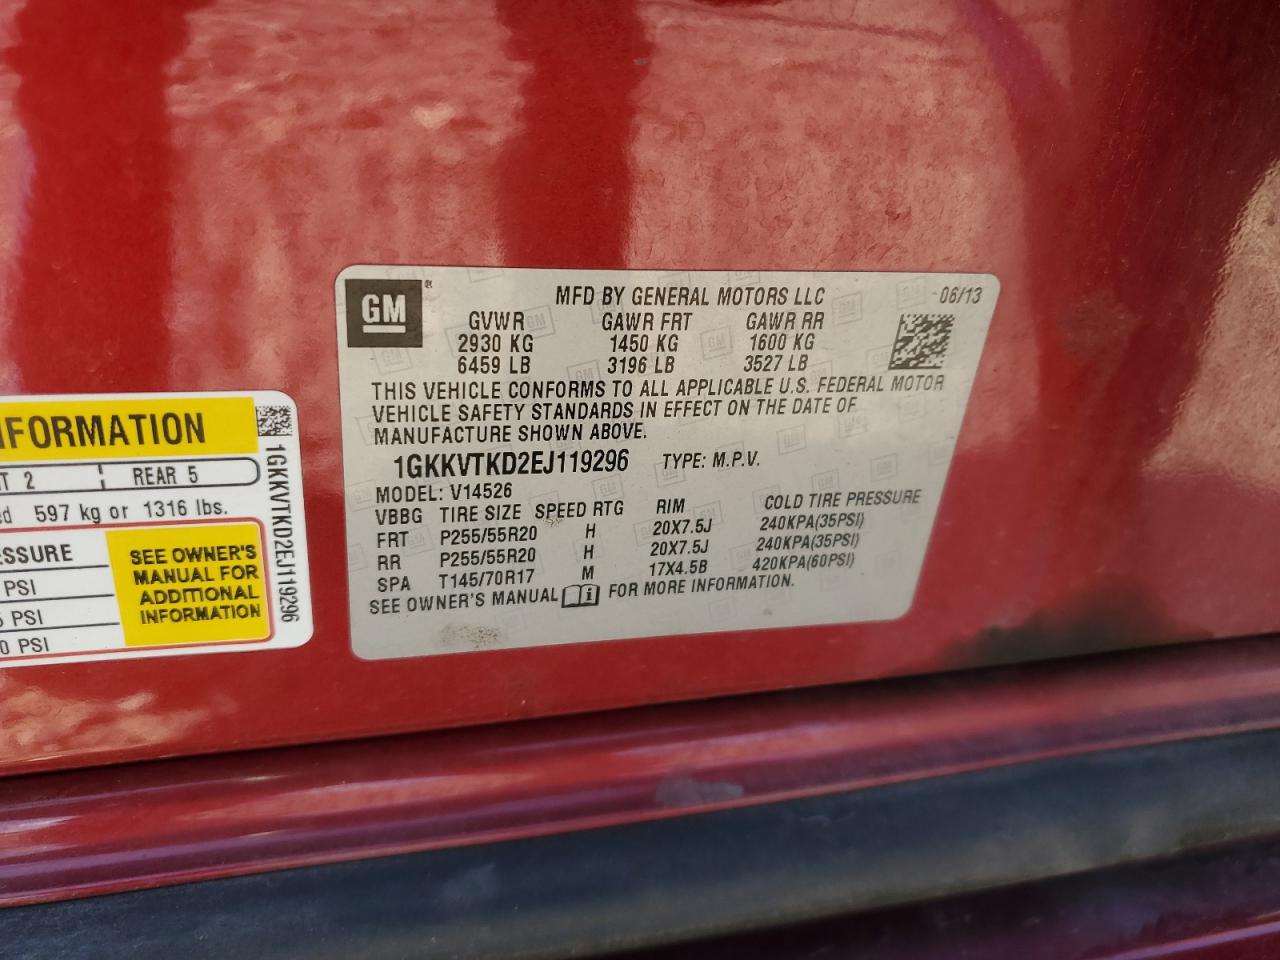 GM®
MFD BY GENERAL MOTORS LLC 06/13
GVWR GAWR FRT GAWR RR
2930 KG 1450 KG 1600 KG
6459 LB 3196 LB 3527 LB
THIS VEHICLE CONFORMS TO ALL APPLICABLE U.S. FEDERAL MOTOR
VEHICLE SAFETY STANDARDS IN EFFECT ON THE DATE OF
MANUFACTURE SHOWN ABOVE.
1GKKVTKD2EJ119296 TYPE: M.P.V.
MODEL: V14526
VBBG TIRE SIZE SPEED RTG RIM COLD TIRE PRESSURE
FRT P255/55R20 H 20X7.5J 240KPA(35PSI)
RR P255/55R20 H 20X7.5J 240KPA(35PSI)
SPA T145/70R17 M 17X4.5B 420KPA(60PSI)
SEE OWNER'S MANUAL i FOR MORE INFORMATION.
REAR 5
597 kg or 1316 lbs.
PSI
PSI
PSI
SEE OWNER'S
MANUAL FOR
ADDITIONAL
INFORMATION
1GKKVTKD2EJ119296